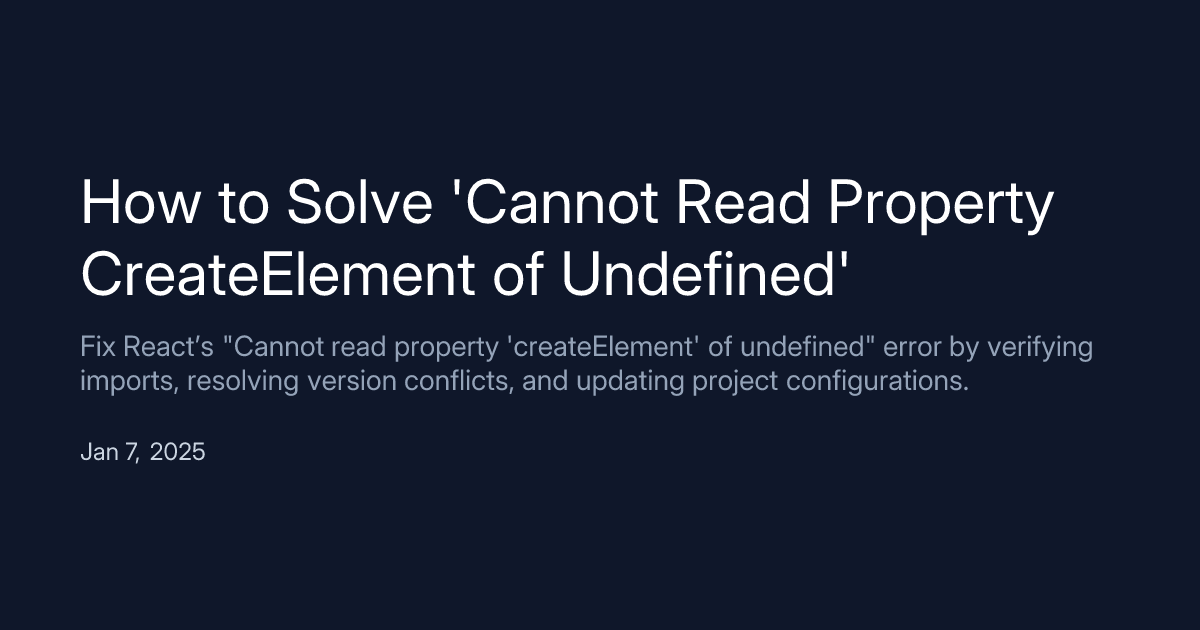 How to Solve 'Cannot Read Property
CreateElement of Undefined'
Fix React’s "Cannot read property 'createElement' of undefined" error by verifying
imports, resolving version conflicts, and updating project configurations.
Jan 7, 2025